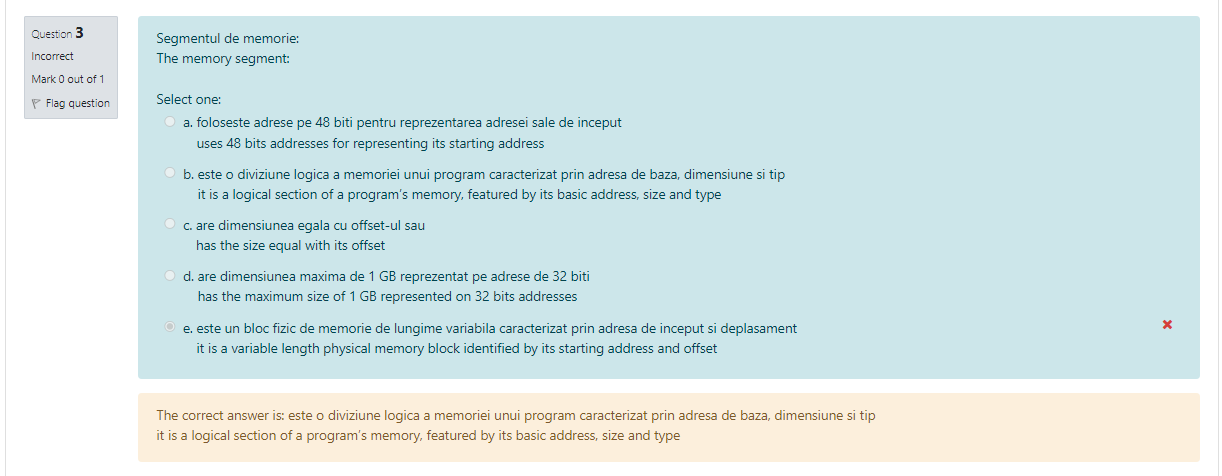 Question 3
Incorrect
Mark 0 out of 1
Flag question
Segmentul de memorie:
The memory segment:
Select one:
a. foloseste adrese pe 48 biti pentru reprezentarea adresei sale de inceput
uses 48 bits addresses for representing its starting address
b. este o diviziune logica a memoriei unui program caracterizat prin adresa de baza, dimensiune si tip
it is a logical section of a program's memory, featured by its basic address, size and type
c. are dimensiunea egala cu offset-ul sau
has the size equal with its offset
d. are dimensiunea maxima de 1 GB reprezentat pe adrese de 32 biti
has the maximum size of 1 GB represented on 32 bits addresses
e. este un bloc fizic de memorie de lungime variabila caracterizat prin adresa de inceput si deplasament
it is a variable length physical memory block identified by its starting address and offset
The correct answer is: este o diviziune logica a memoriei unui program caracterizat prin adresa de baza, dimensiune si tip
it is a logical section of a program's memory, featured by its basic address, size and type